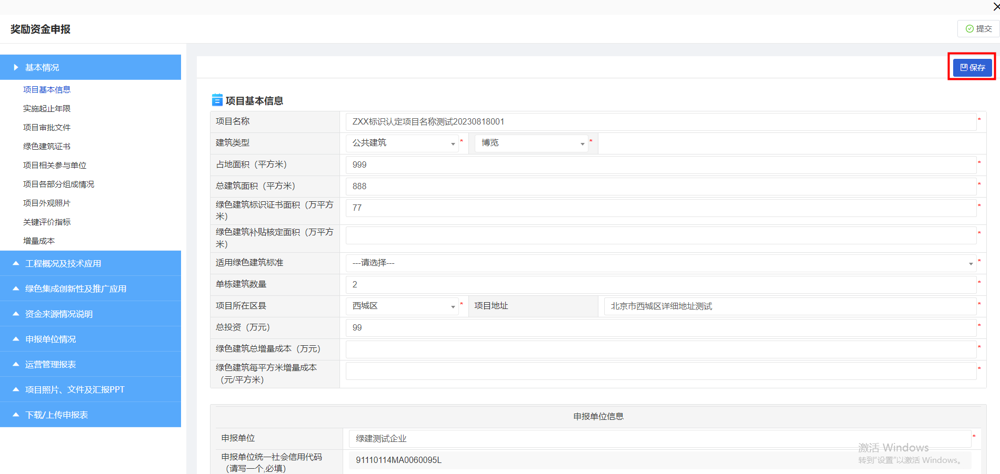 奖励资金申报
提交
基本情况
项目基本信息
实施起止年限
项目审批文件
绿色建筑证书
项目相关参与单位
项目各部分组成情况
项目外观照片
关键评价指标
增量成本
工程概况及技术应用
绿色集成创新性及推广应用
资金来源情况说明
申报单位情况
运营管理报表
项目照片、文件及汇报PPT
下载/上传申报表
保存
项目基本信息
项目名称 ZXX标识认定项目名称测试20230818001 *
建筑类型 公共建筑 * 博览 *
占地面积（平方米） 999 *
总建筑面积（平方米） 888 *
绿色建筑标识证书面积（万平方
米） 77 *
绿色建筑补贴核定面积（万平方
米） *
适用绿色建筑标准 ---请选择--- *
单栋建筑数量 2 *
项目所在区县 西城区 * 项目地址 北京市西城区详细地址测试 *
总投资（万元） 99 *
绿色建筑总增量成本（万元） *
绿色建筑每平方米增量成本
（元/平方米） *
申报单位信息
申报单位 绿建测试企业 *
申报单位统一社会信用代码
（请写一个,必填） 91110114MA0060095L
激活 Windows
转到"设置"以激活 Windows。